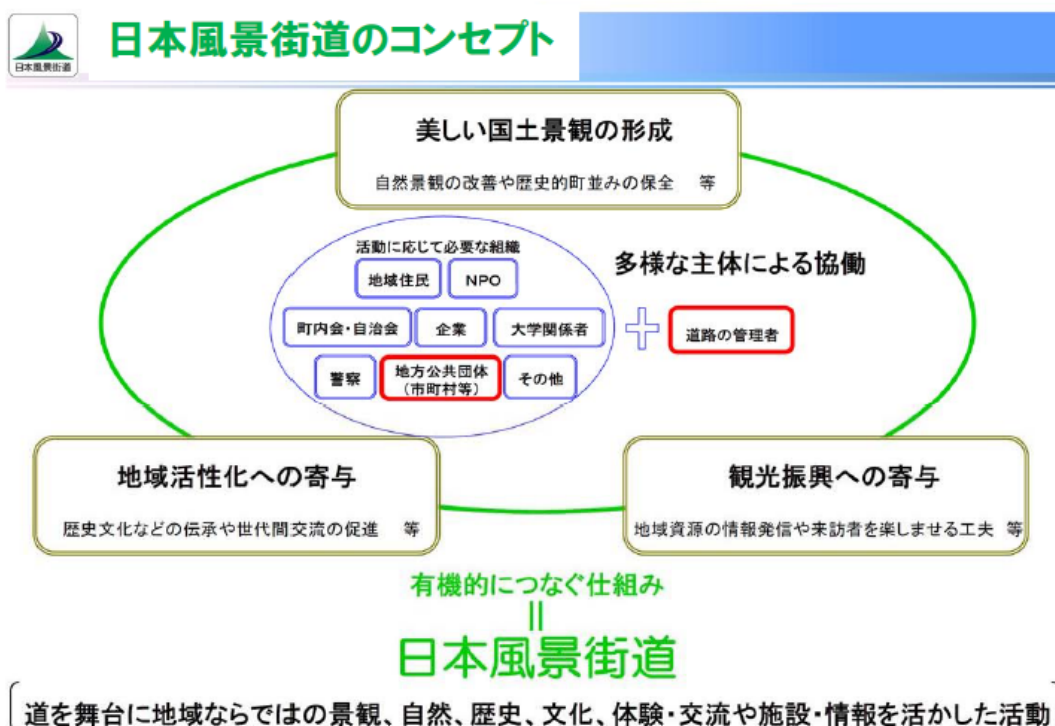 日本風景街道
日本風景街道のコンセプト
美しい国土景観の形成
自然景観の改善や歴史的町並みの保全 等
活動に応じて必要な組織
地域住民
NPO
多様な主体による協働
町内会・自治会
企業
大学関係者
道路の管理者
警察
地方公共団体
(市町村等)
その他
地域活性化への寄与
歴史文化などの伝承や世代間交流の促進 等
観光振興への寄与
地域資源の情報発信や来訪者を楽しませる工夫 等
有機的につなぐ仕組み
||
日本風景街道
道を舞台に地域ならではの景観、自然、歴史、文化、体験・交流や施設・情報を活かした活動